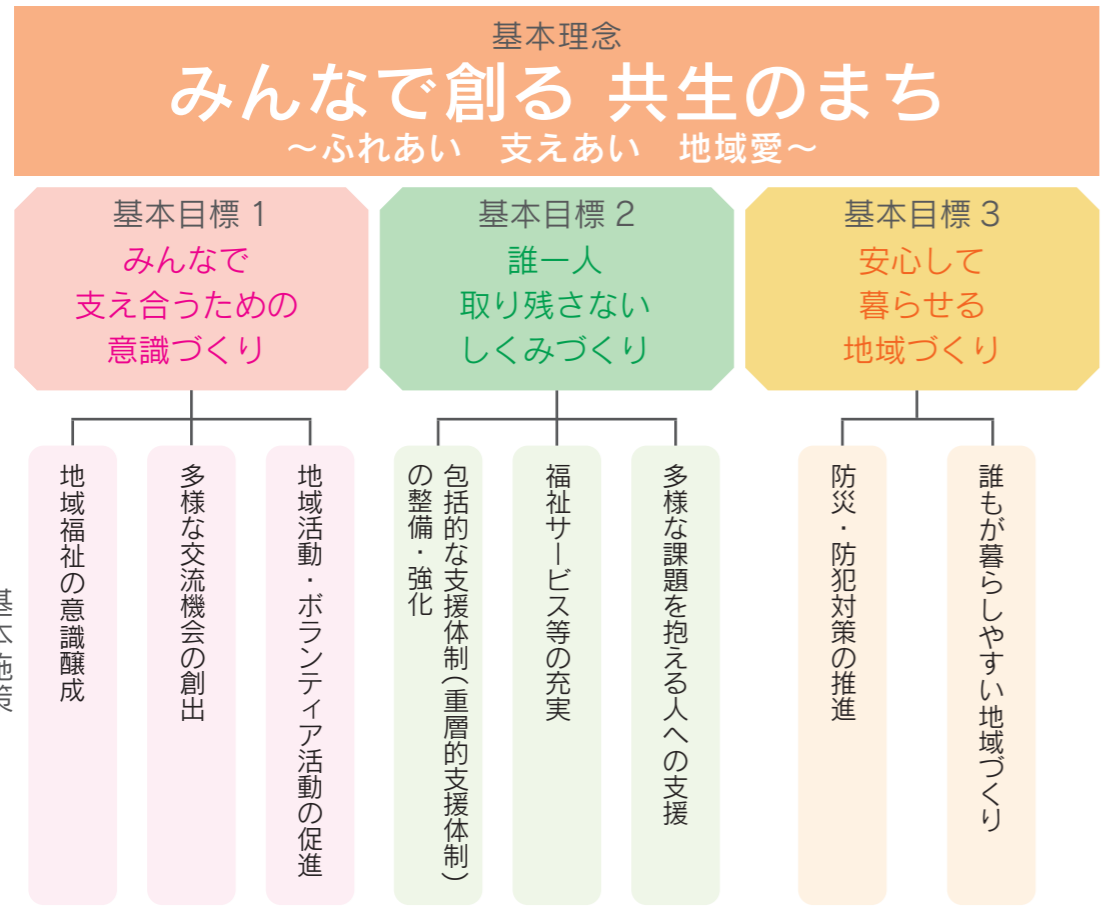 基本理念
みんなで創る 共生のまち
～ふれあい　支えあい　地域愛～
基本目標 1
みんなで
支え合うための
意識づくり
基本目標 2
誰一人
取り残さない
しくみづくり
基本目標 3
安心して
暮らせる
地域づくり
基本施策
地域福祉の意識醸成
多様な交流機会の創出
地域活動・ボランティア活動の促進
包括的な支援体制(重層的支援体制)
の整備・強化
福祉サービス等の充実
多様な課題を抱える人への支援
防災・防犯対策の推進
誰もが暮らしやすい地域づくり